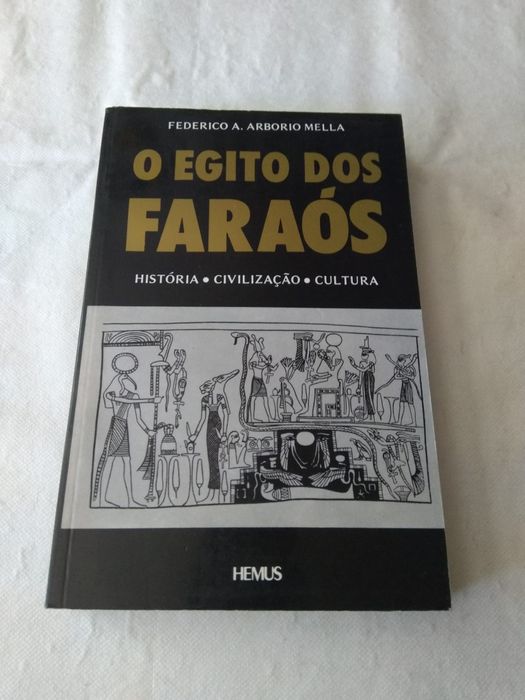 FEDERICO A. ARBORIO MELLA
O EGITO DOS
FARAÓS
HISTÓRIA • CIVILIZAÇÃO • CULTURA
HEMUS